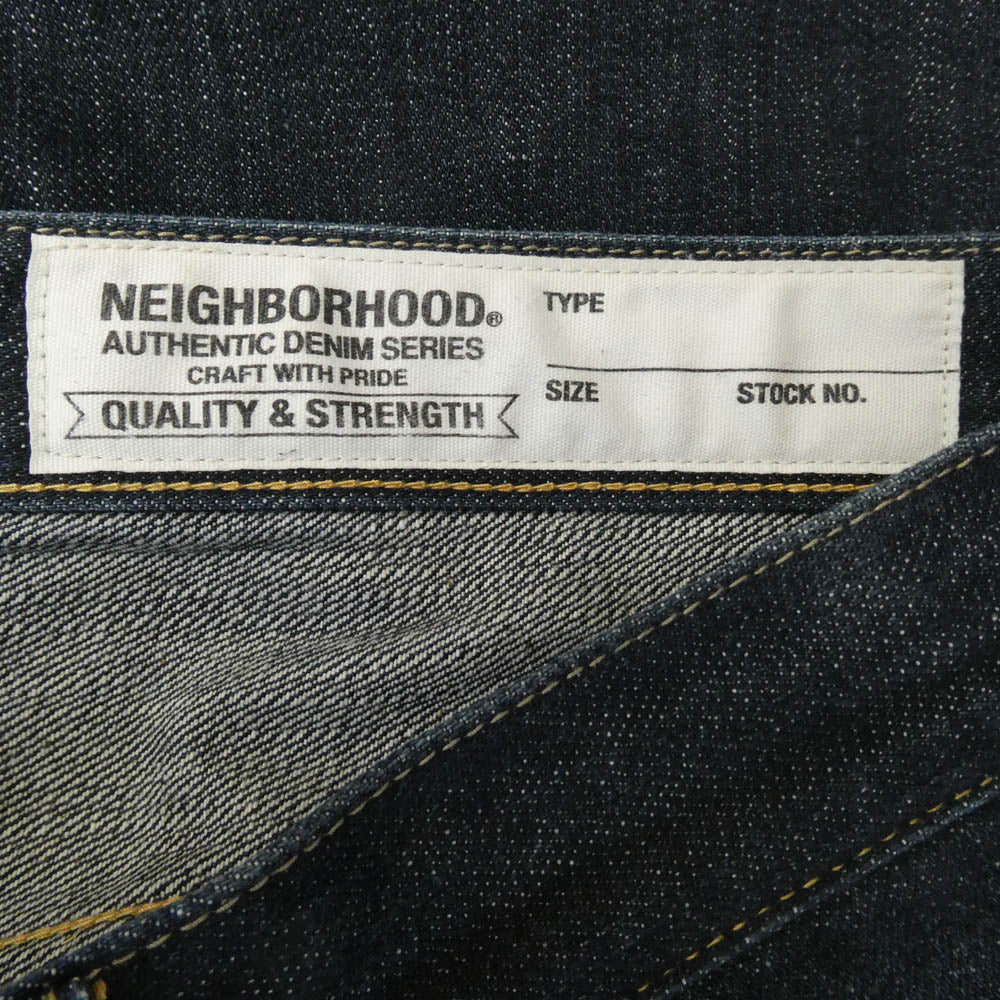 NEIGHBORHOOD®
AUTHENTIC DENIM SERIES
CRAFT WITH PRIDE
QUALITY & STRENGTH
TYPE
SIZE STOCK NO.